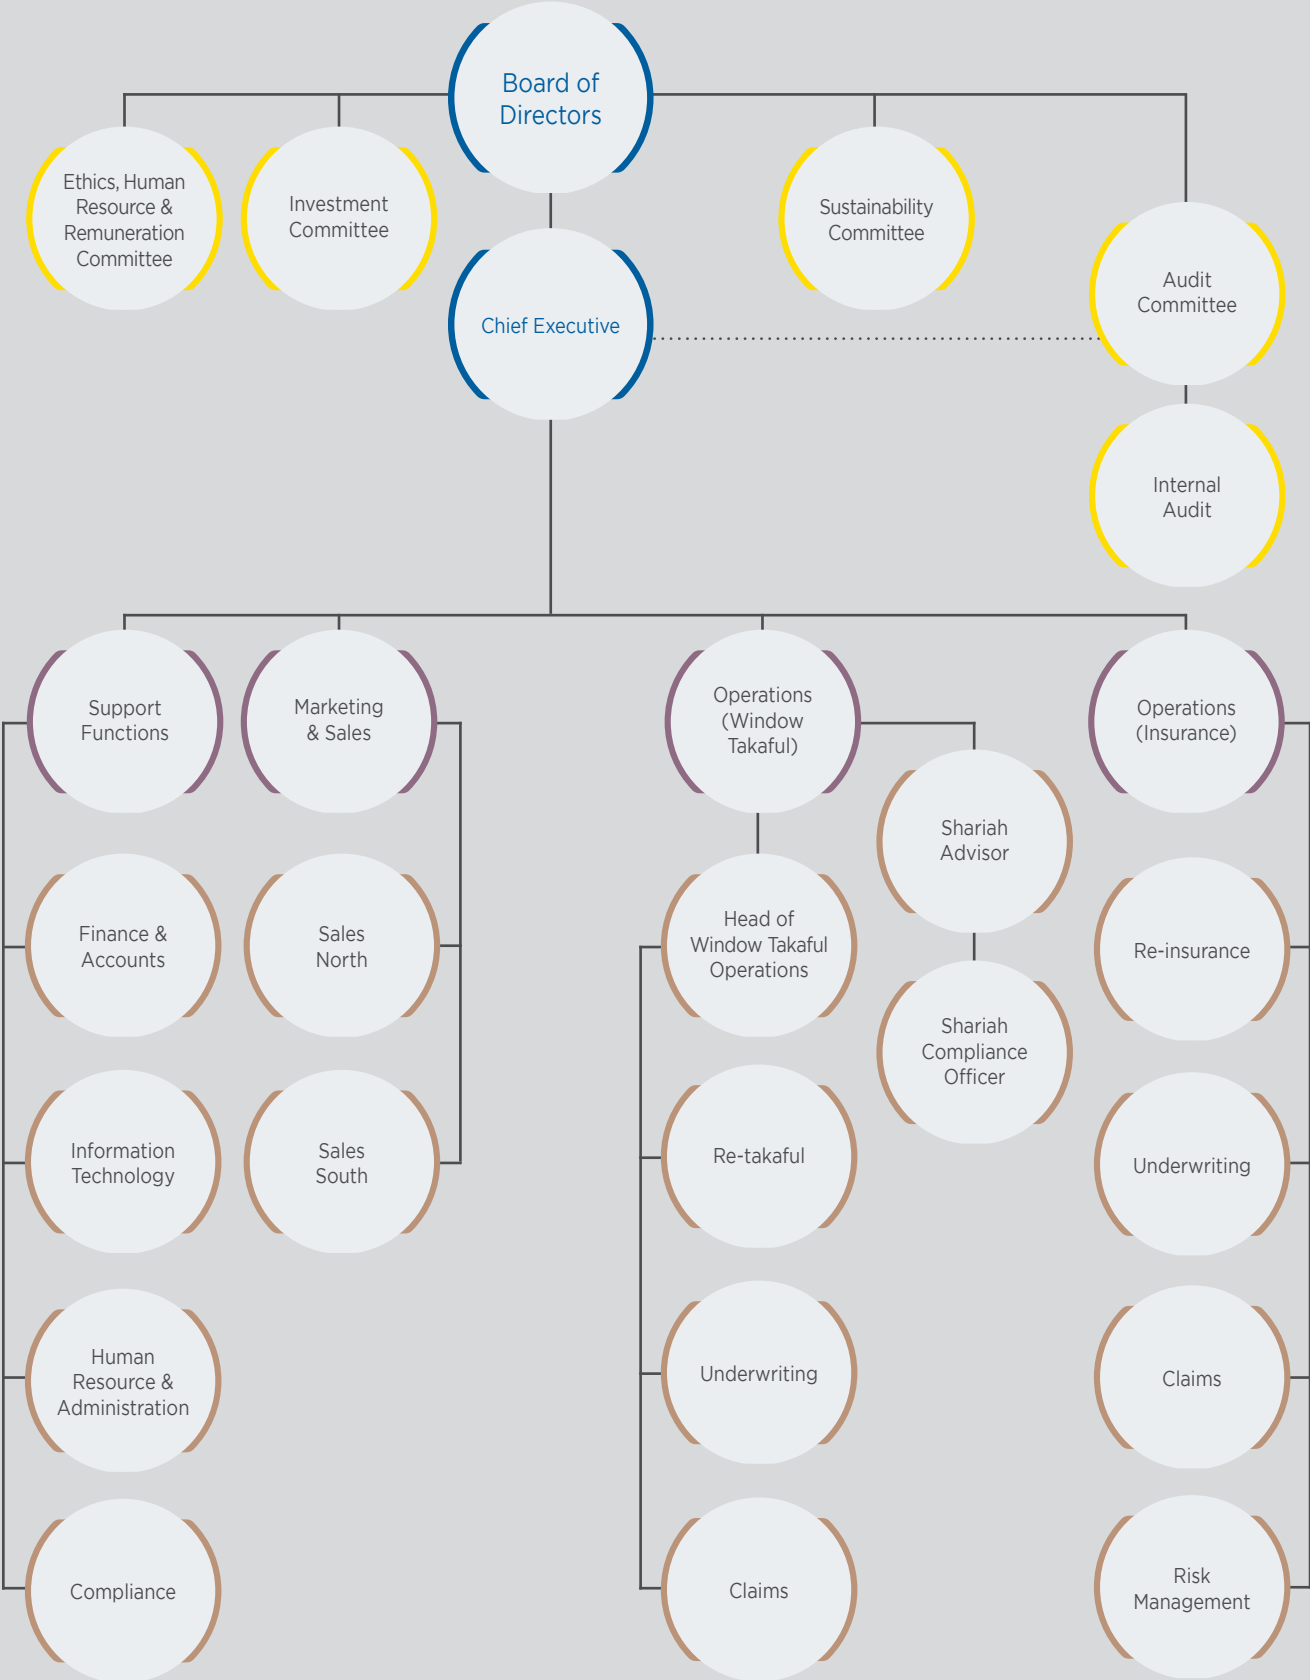 Board of
Directors
Ethics, Human
Resource &
Remuneration
Committee
Investment
Committee
Sustainability
Committee
Audit
Committee
Chief Executive
Internal
Audit
Support
Functions
Marketing
& Sales
Operations
(Window
Takaful)
Operations
(Insurance)
Shariah
Advisor
Finance &
Accounts
Sales
North
Head of
Window Takaful
Operations
Re-insurance
Shariah
Compliance
Officer
Information
Technology
Sales
South
Re-takaful
Underwriting
Human
Resource &
Administration
Underwriting
Claims
Compliance
Claims
Risk
Management